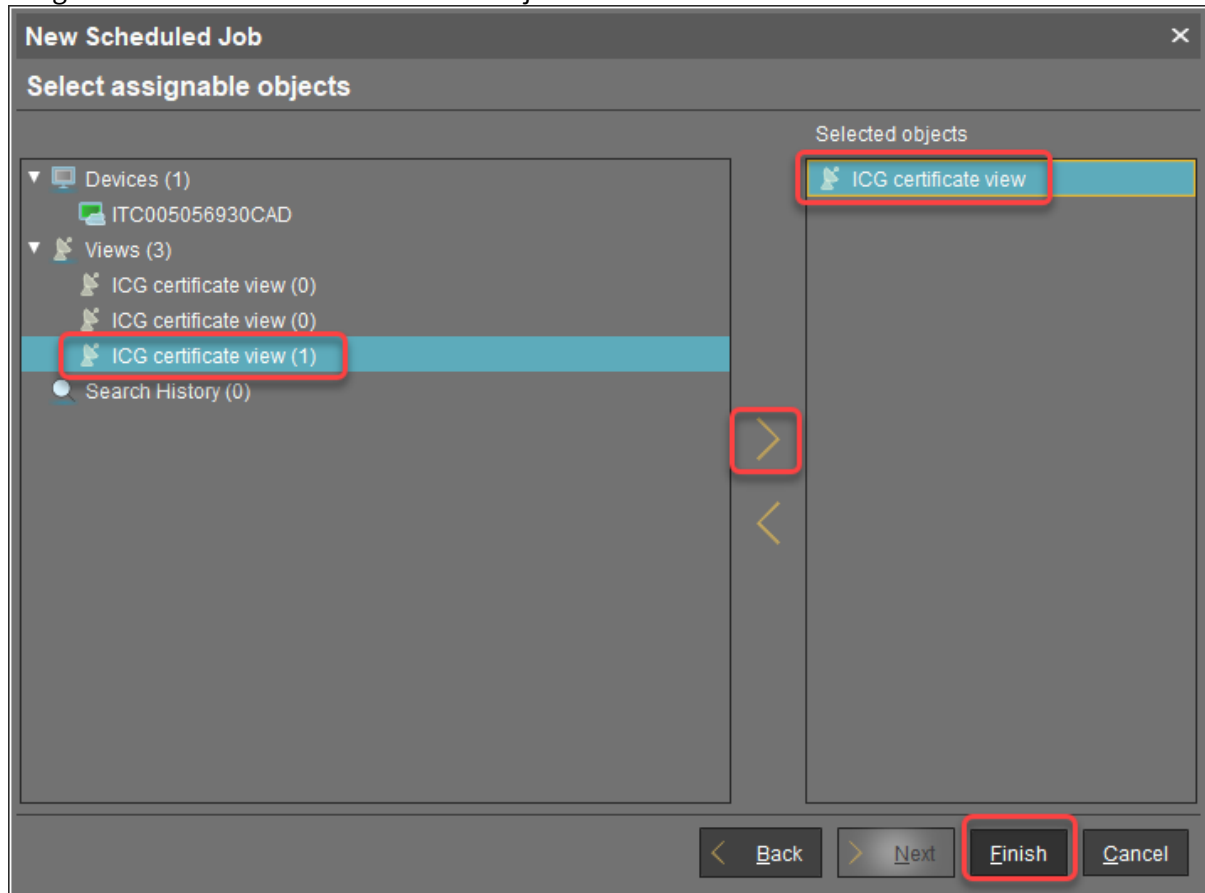 New Scheduled Job
Select assignable objects
Selected objects
Devices (1)
ITC005056930CAD
Views (3)
ICG certificate view (0)
ICG certificate view (0)
ICG certificate view (1)
Search History (0)
ICG certificate view
Back
Next
Finish
Cancel